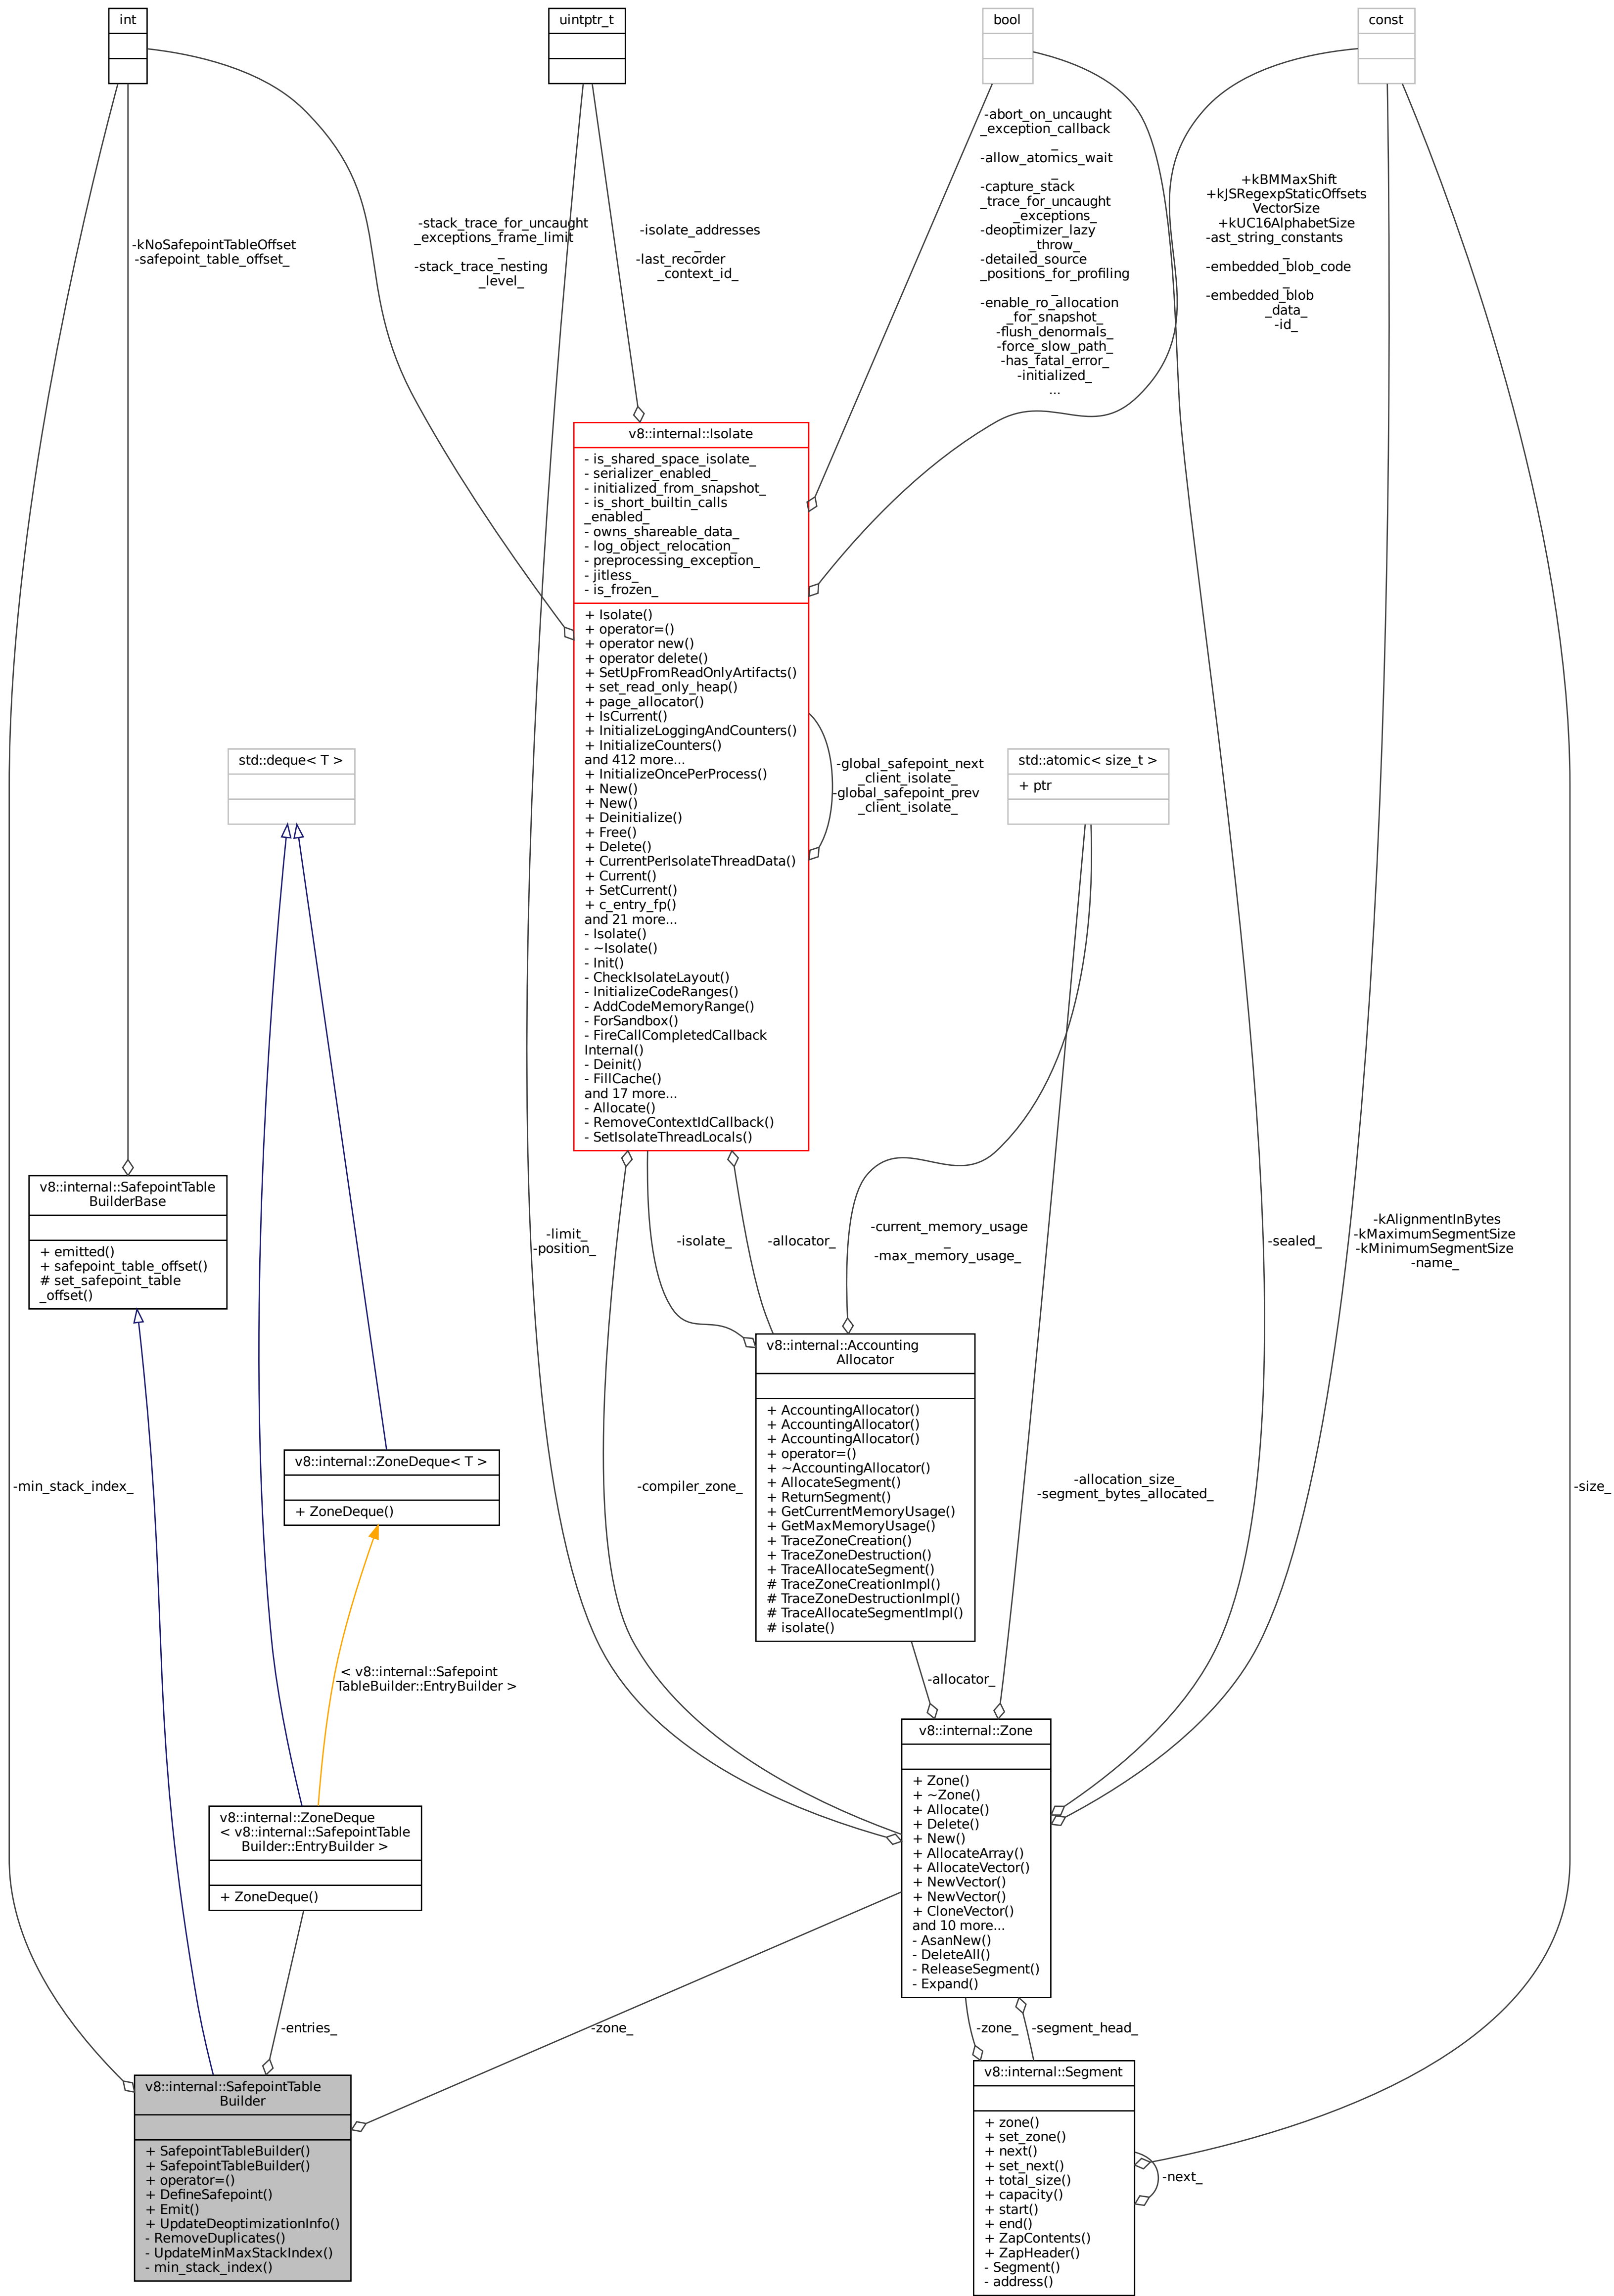 int
uintptr_t
bool
const
-abort_on_uncaught
_exception_callback
_
-allow_atomics_wait
_
-capture_stack
_trace_for_uncaught
_exceptions_
-deoptimizer_lazy
_throw_
-detailed_source
_positions_for_profiling
_
-enable_ro_allocation
_for_snapshot_
-flush_denormals_
-force_slow_path_
-has_fatal_error_
-initialized_
...
+kBMMaxShift
+kJSRegexpStaticOffsets
VectorSize
+kUC16AlphabetSize
-ast_string_constants
_
-embedded_blob_code
_
-embedded_blob
_data_
-id_
-stack_trace_for_uncaught
_exceptions_frame_limit
_
-stack_trace_nesting
_level_
-isolate_addresses
_
-last_recorder
_context_id_
-kNoSafepointTableOffset
-safepoint_table_offset_
v8::internal::Isolate
- is_shared_space_isolate_
- serializer_enabled_
- initialized_from_snapshot_
- is_short_builtin_calls
_enabled_
- owns_shareable_data_
- log_object_relocation_
- preprocessing_exception_
- jitless_
- is_frozen_
+ Isolate()
+ operator=()
+ operator new()
+ operator delete()
+ SetUpFromReadOnlyArtifacts()
+ set_read_only_heap()
+ page_allocator()
+ IsCurrent()
+ InitializeLoggingAndCounters()
+ InitializeCounters()
and 412 more...
+ InitializeOncePerProcess()
+ New()
+ New()
+ Deinitialize()
+ Free()
+ Delete()
+ CurrentPerIsolateThreadData()
+ Current()
+ SetCurrent()
+ c_entry_fp()
and 21 more...
- Isolate()
- ~Isolate()
- Init()
- CheckIsolateLayout()
- InitializeCodeRanges()
- AddCodeMemoryRange()
- ForSandbox()
- FireCallCompletedCallback
Internal()
- Deinit()
- FillCache()
and 17 more...
- Allocate()
- RemoveContextIdCallback()
- SetIsolateThreadLocals()
-global_safepoint_next
_client_isolate_
-global_safepoint_prev
_client_isolate_
std::deque< T >
std::atomic< size_t >
+ ptr
v8::internal::SafepointTable
BuilderBase
+ emitted()
+ safepoint_table_offset()
# set_safepoint_table
_offset()
-limit_
-position_
-isolate_
-allocator_
-current_memory_usage
_
-max_memory_usage_
-sealed_
-kAlignmentInBytes
-kMaximumSegmentSize
-kMinimumSegmentSize
-name_
v8::internal::Accounting
Allocator
+ AccountingAllocator()
+ AccountingAllocator()
+ AccountingAllocator()
+ operator=()
+ ~AccountingAllocator()
+ AllocateSegment()
+ ReturnSegment()
+ GetCurrentMemoryUsage()
+ GetMaxMemoryUsage()
+ TraceZoneCreation()
+ TraceZoneDestruction()
+ TraceAllocateSegment()
# TraceZoneCreationImpl()
# TraceZoneDestructionImpl()
# TraceAllocateSegmentImpl()
# isolate()
-min_stack_index_
v8::internal::ZoneDeque< T >
+ ZoneDeque()
-compiler_zone_
-allocation_size_
-segment_bytes_allocated_
-size_
< v8::internal::Safepoint
TableBuilder::EntryBuilder >
-allocator_
v8::internal::Zone
+ Zone()
+ ~Zone()
+ Allocate()
+ Delete()
+ New()
+ AllocateArray()
+ AllocateVector()
+ NewVector()
+ NewVector()
+ CloneVector()
and 10 more...
- AsanNew()
- DeleteAll()
- ReleaseSegment()
- Expand()
v8::internal::ZoneDeque
< v8::internal::SafepointTable
Builder::EntryBuilder >
+ ZoneDeque()
-entries_
-zone_
-zone_
-segment_head_
v8::internal::SafepointTable
Builder
+ SafepointTableBuilder()
+ SafepointTableBuilder()
+ operator=()
+ DefineSafepoint()
+ Emit()
+ UpdateDeoptimizationInfo()
- RemoveDuplicates()
- UpdateMinMaxStackIndex()
- min_stack_index()
v8::internal::Segment
+ zone()
+ set_zone()
+ next()
+ set_next()
+ total_size()
+ capacity()
+ start()
+ end()
+ ZapContents()
+ ZapHeader()
- Segment()
- address()
-next_